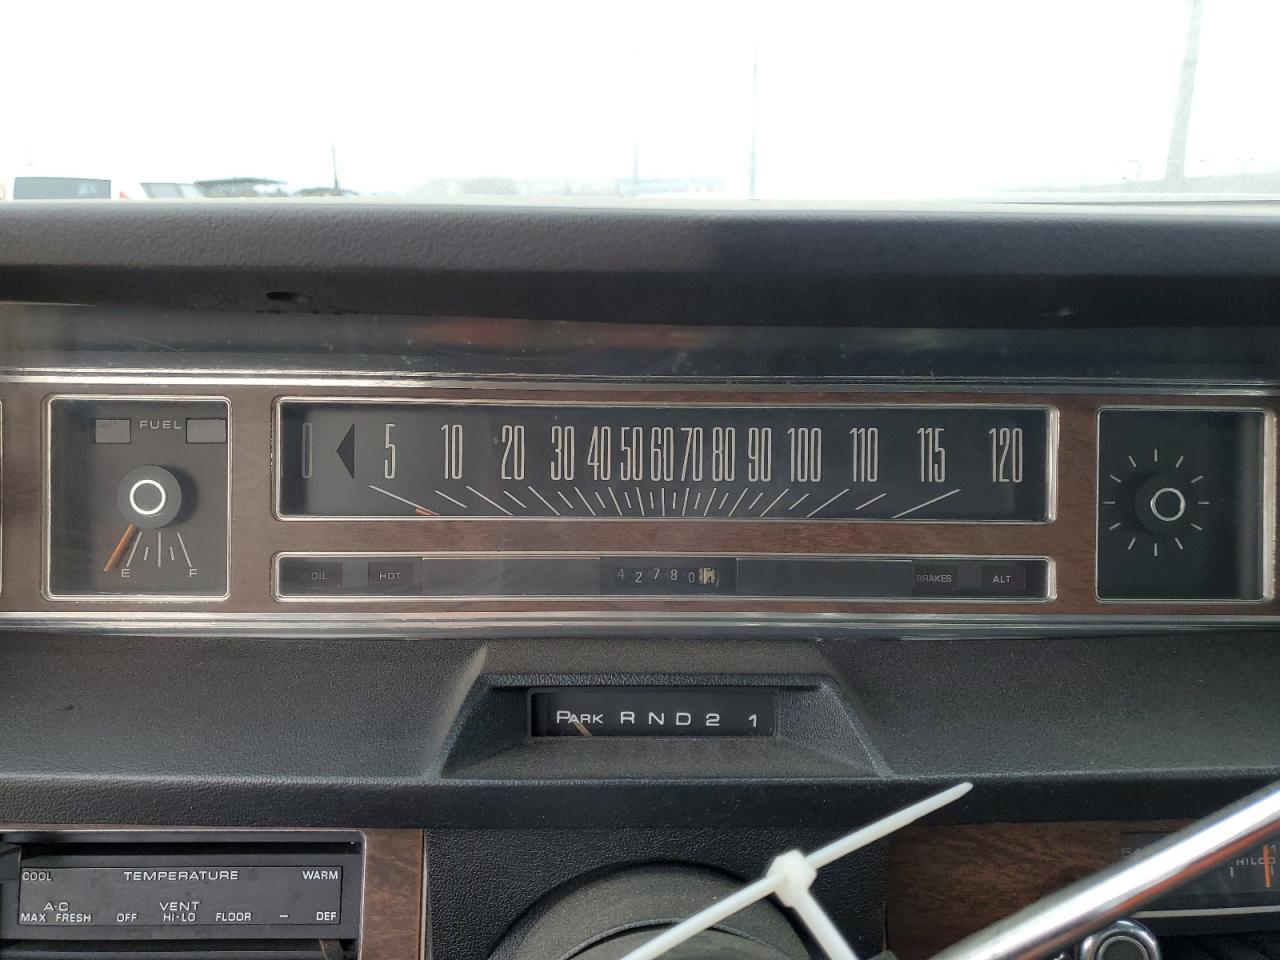 FUEL
E F
0 5 10 20 30 40 50 60 70 80 90 100 110 115 120
OIL HOT 42780 BRAKES ALT
PARK R N D 2 1
COOL TEMPERATURE WARM
A-C VENT
MAX FRESH OFF HI-LO FLOOR - DEF